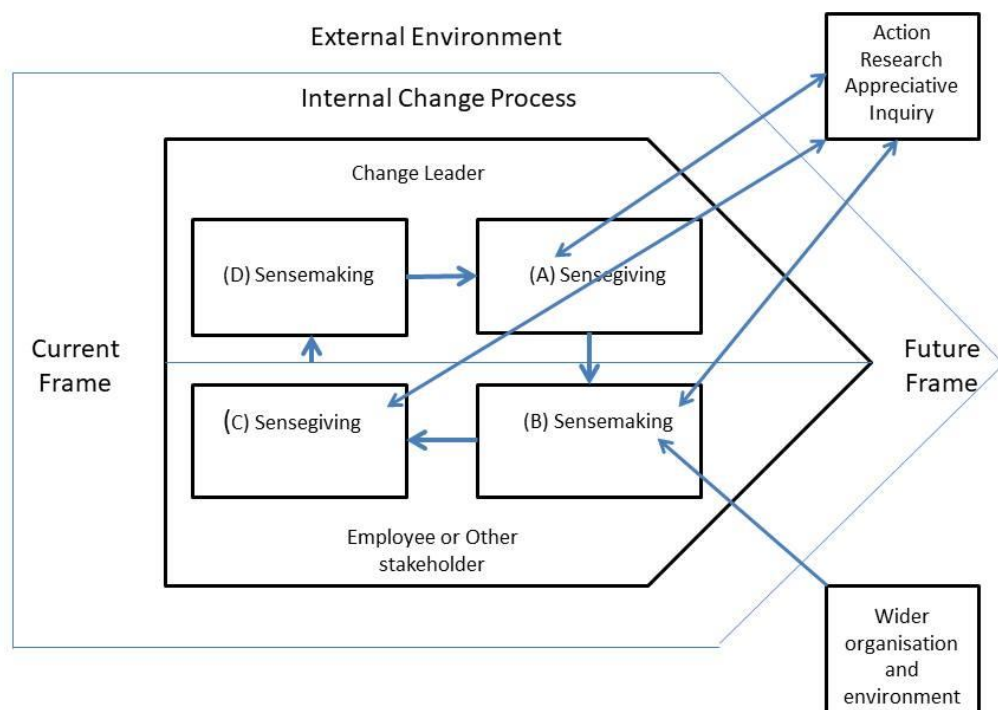 External Environment
Action
Research
Appreciative
Inquiry
Internal Change Process
Change Leader
(D) Sensemaking
(A) Sensegiving
Current
Frame
Future
Frame
(C) Sensegiving
(B) Sensemaking
Employee or Other
stakeholder
Wider
organisation
and
environment